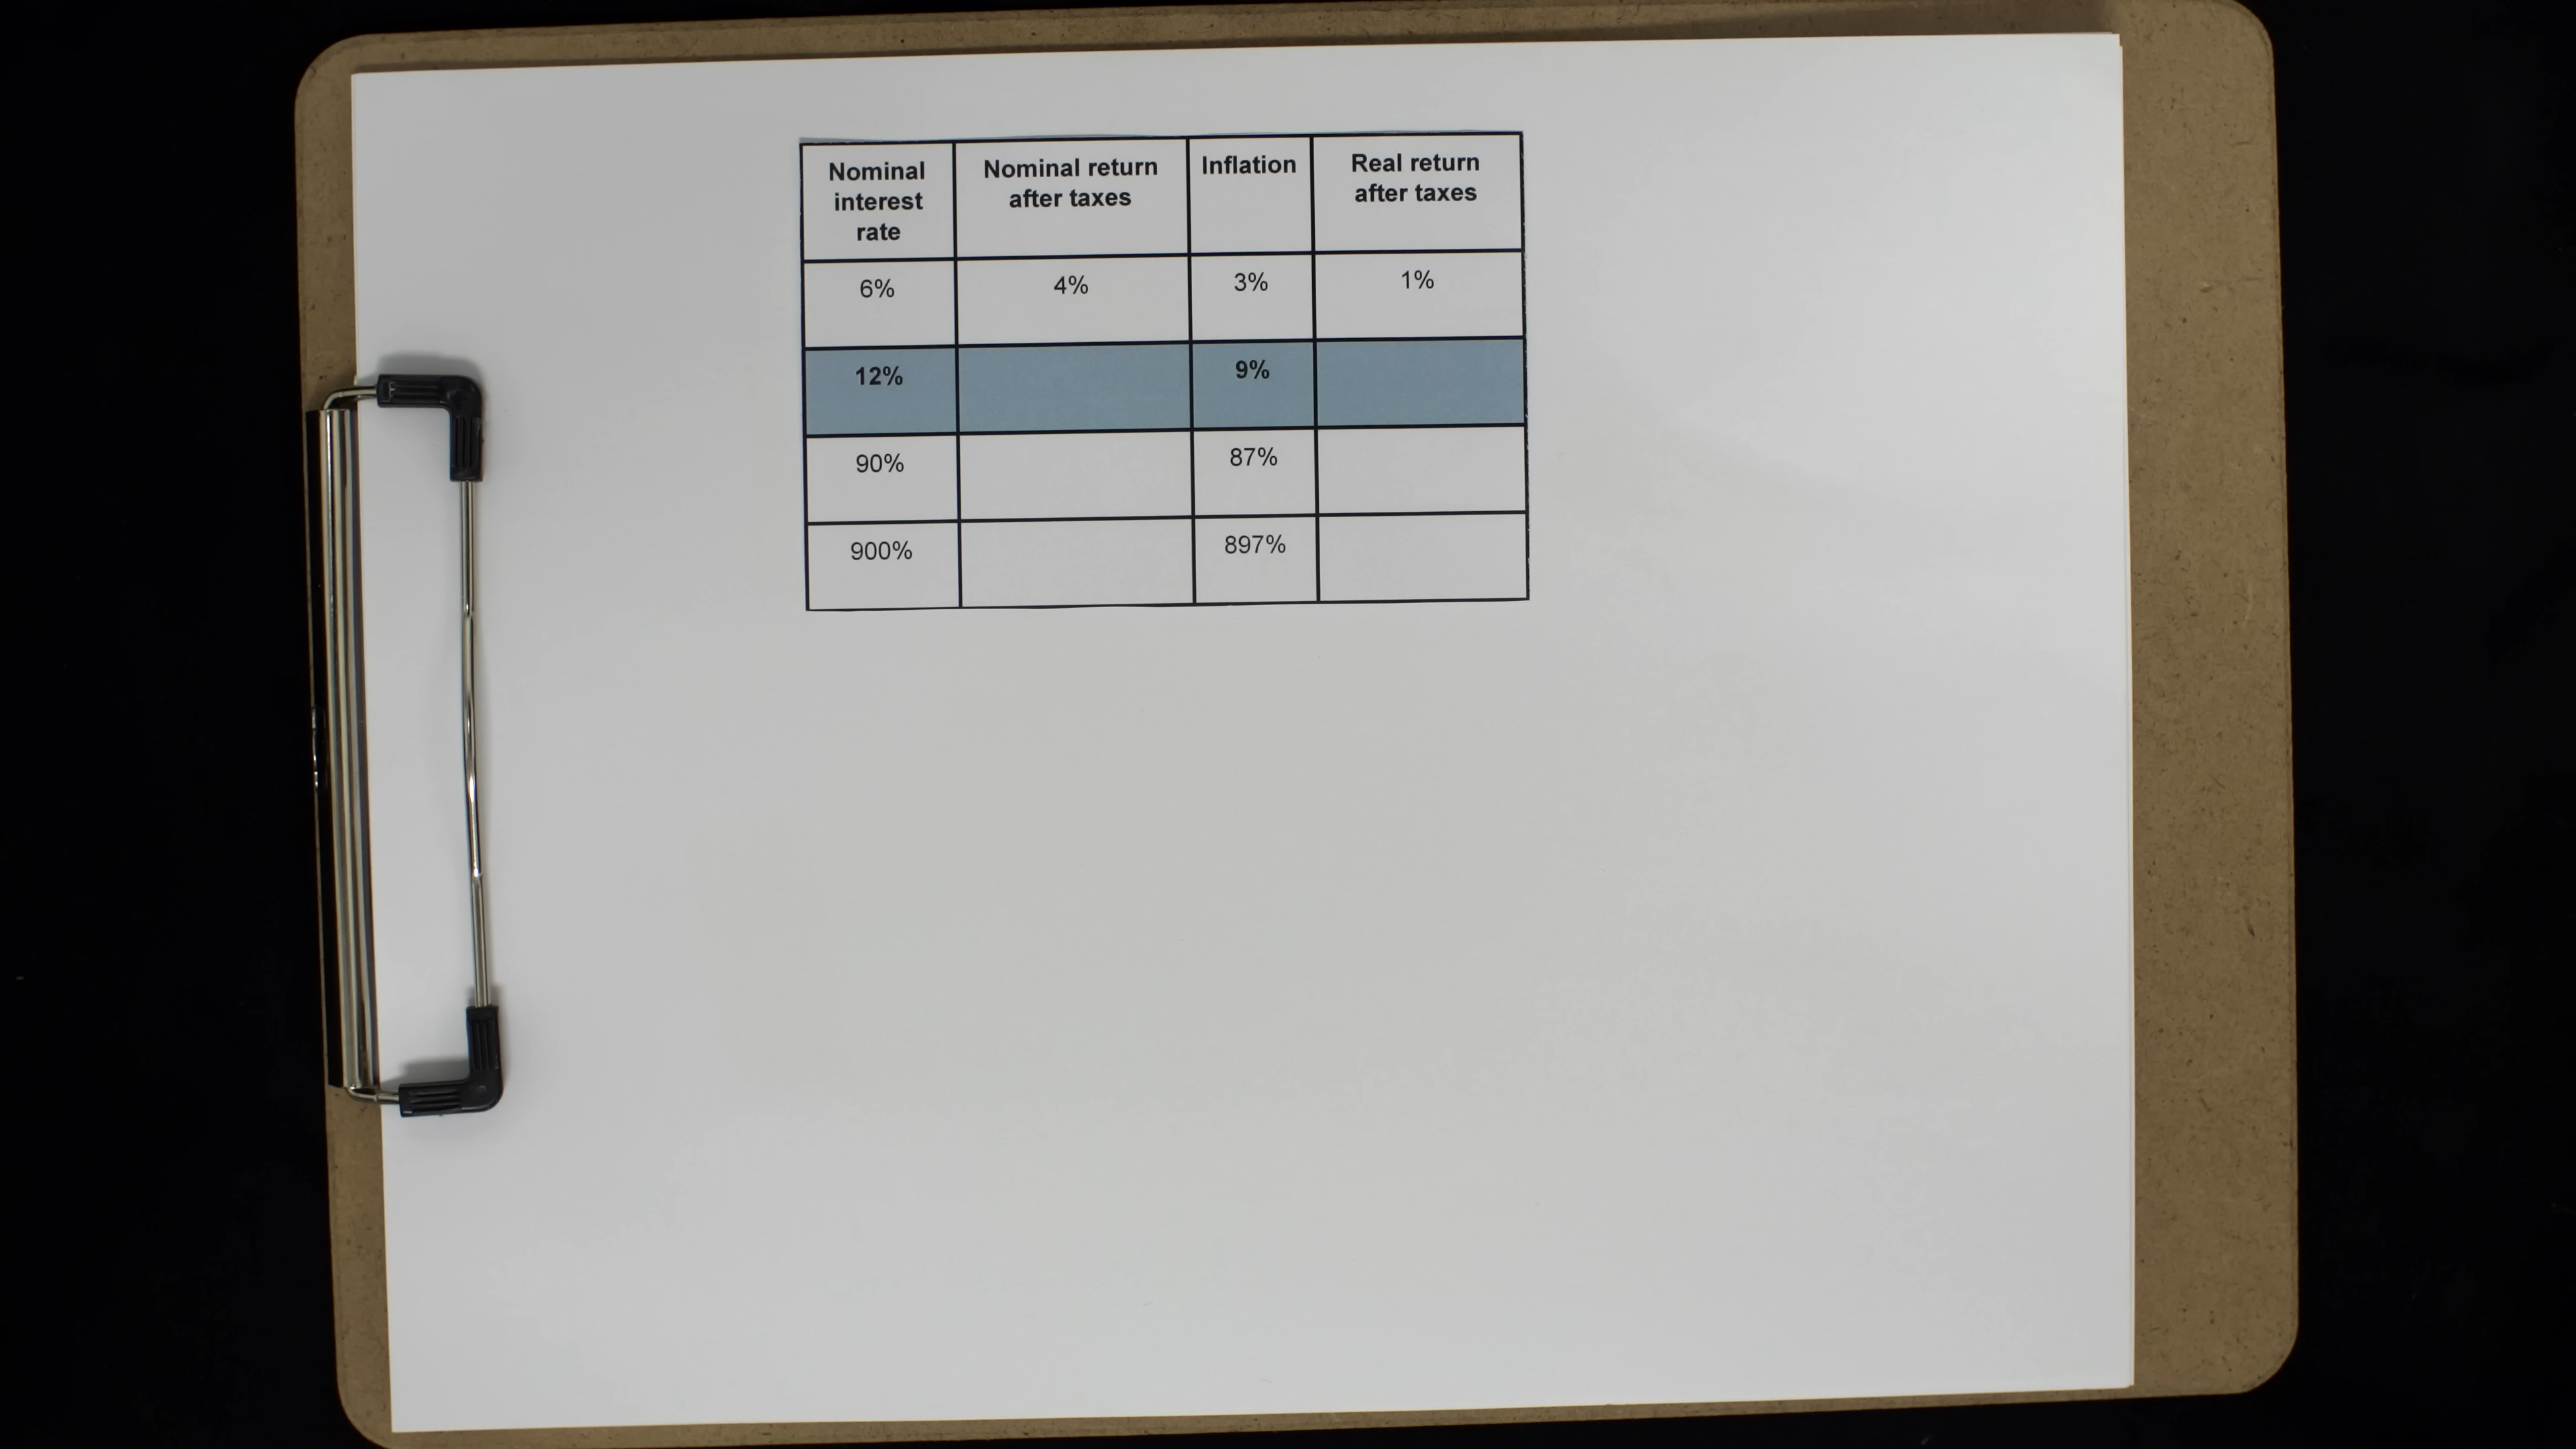 Nominal interest rate Nominal return after taxes Inflation Real return after taxes
6% 4% 3% 1%
12% 9%
90% 87%
900% 897%